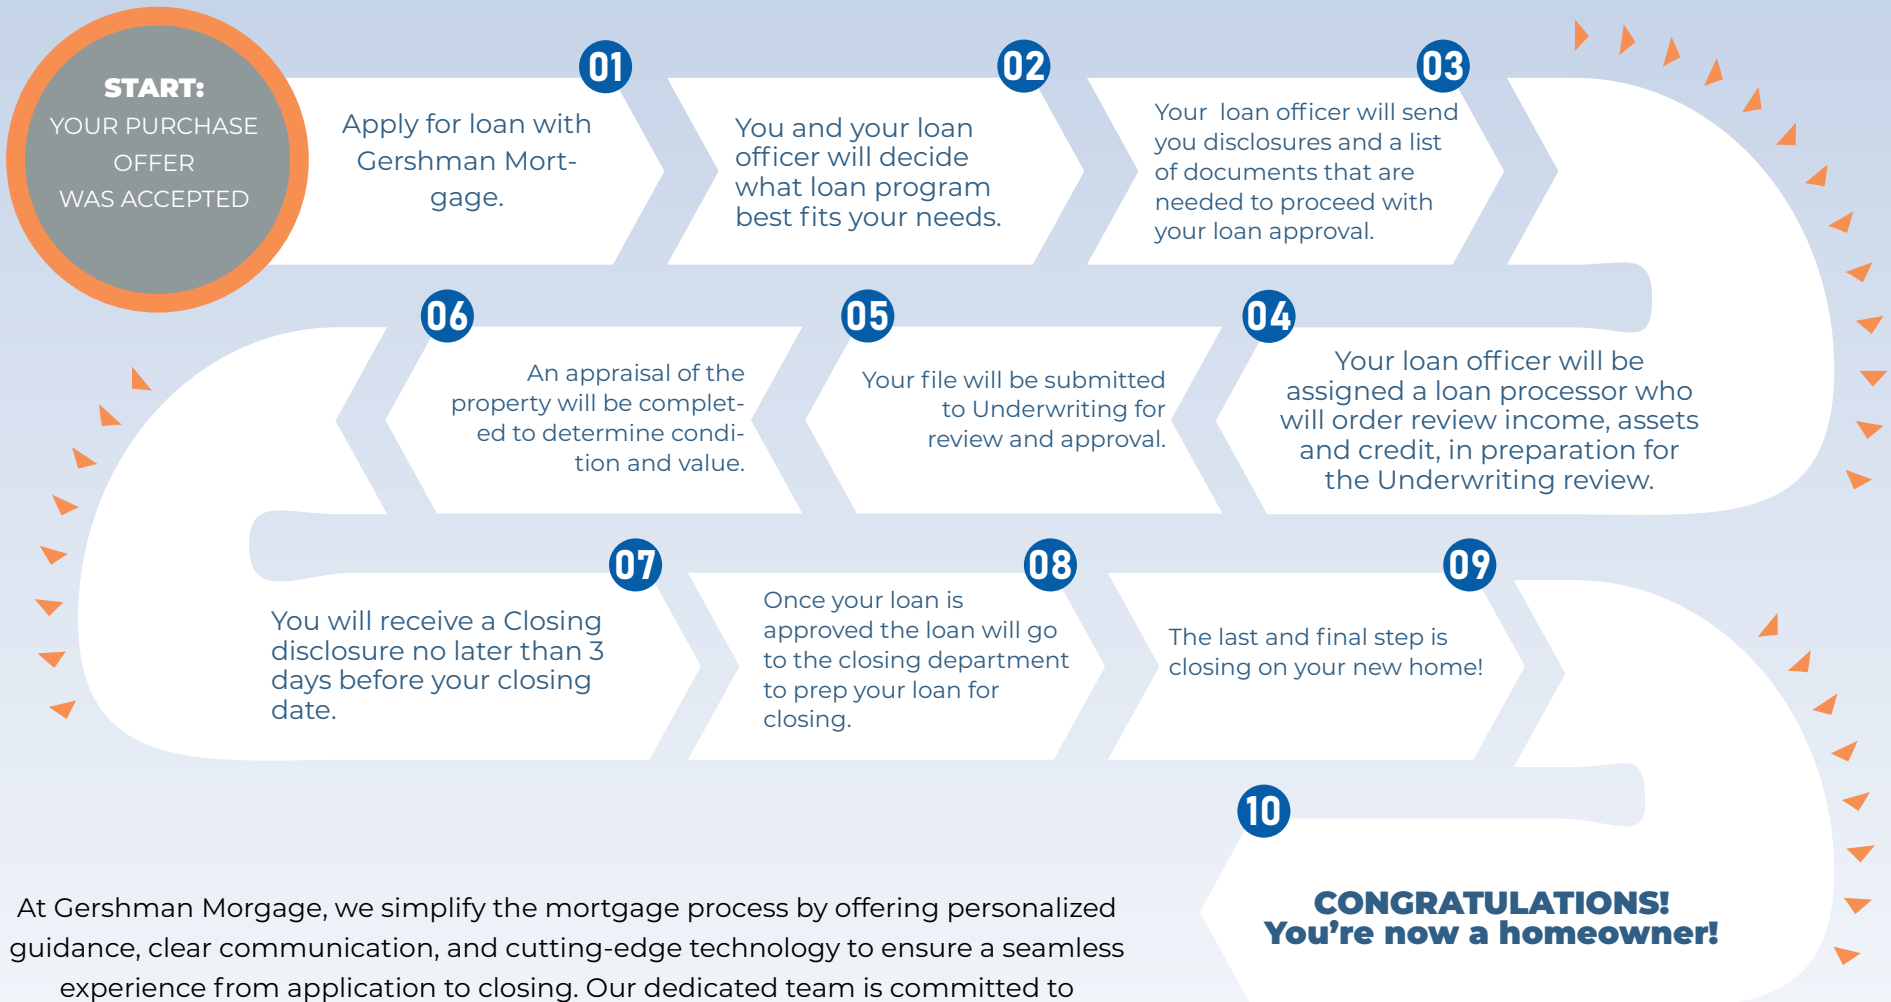 START:
YOUR PURCHASE
OFFER
WAS ACCEPTED
01
Apply for loan with
Gershman Mort-
gage.
02
You and your loan
officer will decide
what loan program
best fits your needs.
03
Your loan officer will send
you disclosures and a list
of documents that are
needed to proceed with
your loan approval.
04
Your loan officer will be
assigned a loan processor who
will order review income, assets
and credit, in preparation for
the Underwriting review.
05
Your file will be submitted
to Underwriting for
review and approval.
06
An appraisal of the
property will be complet-
ed to determine condi-
tion and value.
07
You will receive a Closing
disclosure no later than 3
days before your closing
date.
08
Once your loan is
approved the loan will go
to the closing department
to prep your loan for
closing.
09
The last and final step is
closing on your new home!
10
CONGRATULATIONS!
You're now a homeowner!
At Gershman Morgage, we simplify the mortgage process by offering personalized
guidance, clear communication, and cutting-edge technology to ensure a seamless
experience from application to closing. Our dedicated team is committed to